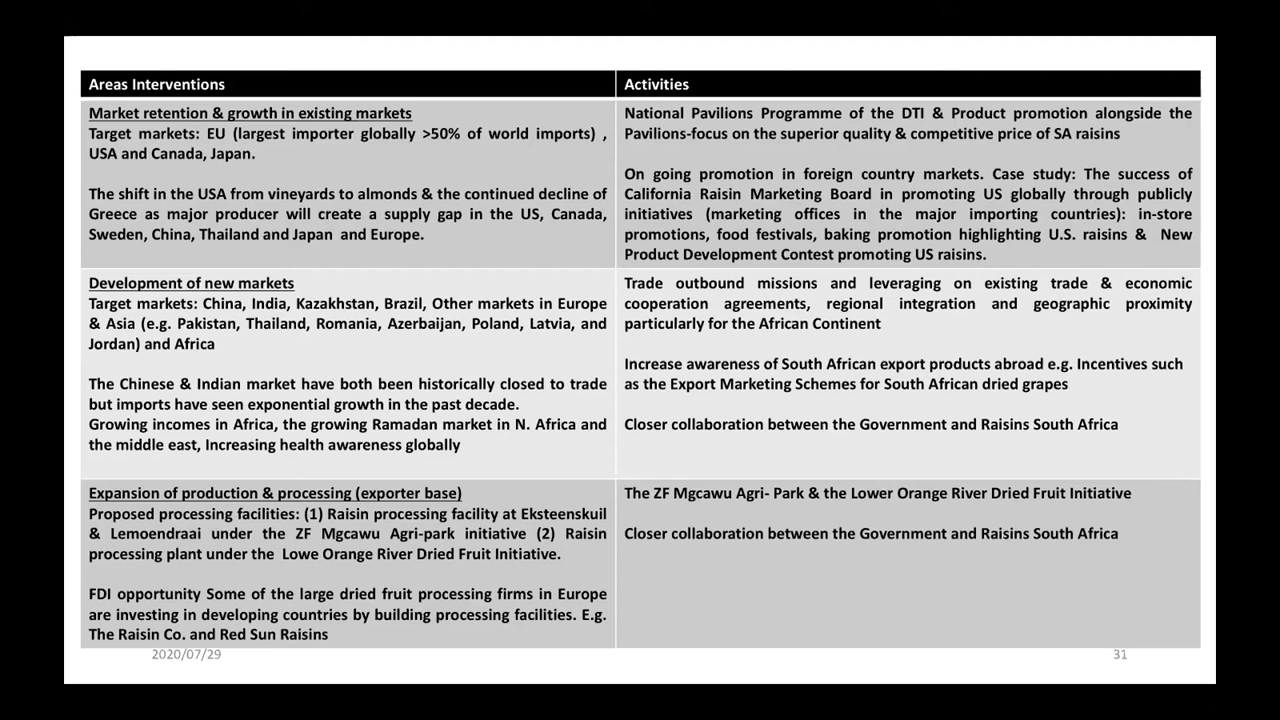 Areas Interventions
Activities
Market retention & growth in existing markets
Target markets: EU (largest importer globally >50% of world imports) ,
USA and Canada, Japan.
The shift in the USA from vineyards to almonds & the continued decline of
Greece as major producer will create a supply gap in the US, Canada,
Sweden, China, Thailand and Japan and Europe.
National Pavilions Programme of the DTI & Product promotion alongside the
Pavilions-focus on the superior quality & competitive price of SA raisins
On going promotion in foreign country markets. Case study: The success of
California Raisin Marketing Board in promoting US globally through publicly
initiatives (marketing offices in the major importing countries): in-store
promotions, food festivals, baking promotion highlighting U.S. raisins & New
Product Development Contest promoting US raisins.
Development of new markets
Target markets: China, India, Kazakhstan, Brazil, Other markets in Europe
& Asia (e.g. Pakistan, Thailand, Romania, Azerbaijan, Poland, Latvia, and
Jordan) and Africa
The Chinese & Indian market have both been historically closed to trade
but imports have seen exponential growth in the past decade.
Growing incomes in Africa, the growing Ramadan market in N. Africa and
the middle east, Increasing health awareness globally
Trade outbound missions and leveraging on existing trade & economic
cooperation agreements, regional integration and geographic proximity
particularly for the African Continent
Increase awareness of South African export products abroad e.g. Incentives such
as the Export Marketing Schemes for South African dried grapes
Closer collaboration between the Government and Raisins South Africa
Expansion of production & processing (exporter base)
Proposed processing facilities: (1) Raisin processing facility at Eksteenskuil
& Lemoendraai under the ZF Mgcawu Agri-park initiative (2) Raisin
processing plant under the Lowe Orange River Dried Fruit Initiative.
FDI opportunity Some of the large dried fruit processing firms in Europe
are investing in developing countries by building processing facilities. E.g.
The Raisin Co. and Red Sun Raisins
The ZF Mgcawu Agri- Park & the Lower Orange River Dried Fruit Initiative
Closer collaboration between the Government and Raisins South Africa
2020/07/29
31